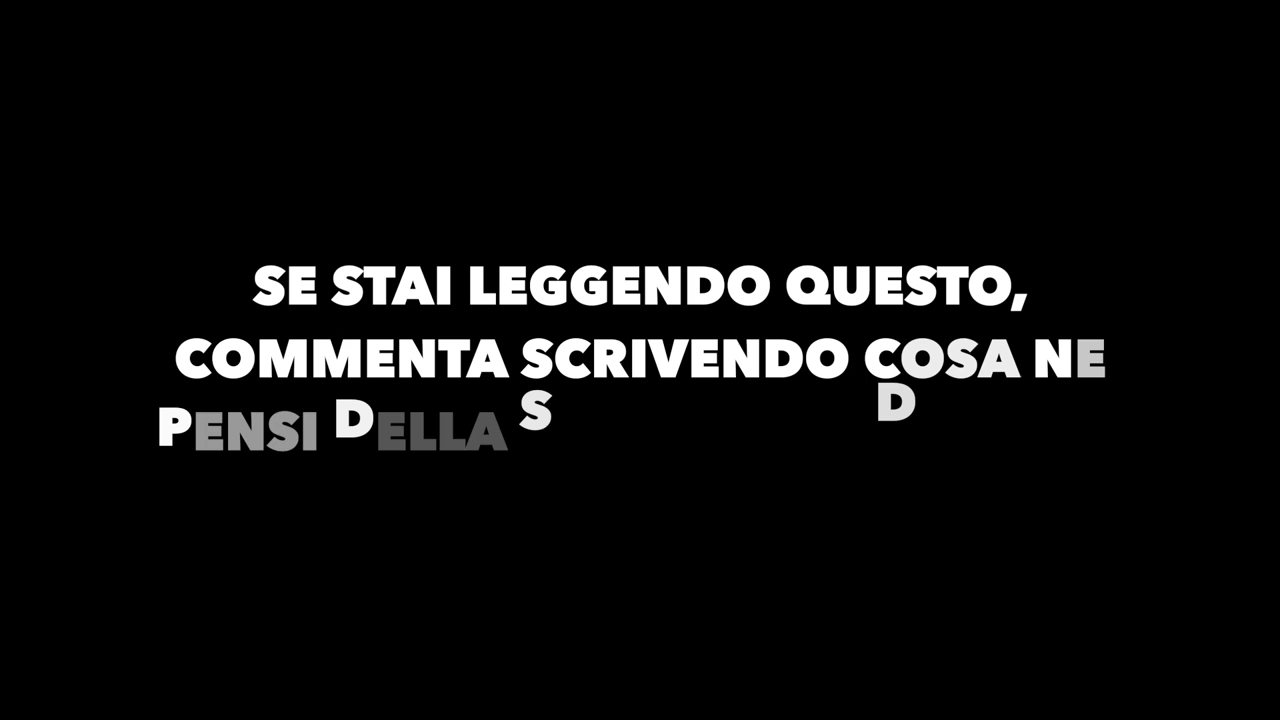 SE STAI LEGGENDO QUESTO,
COMMENTA SCRIVENDO COSA NE
PENSI DELLA S D